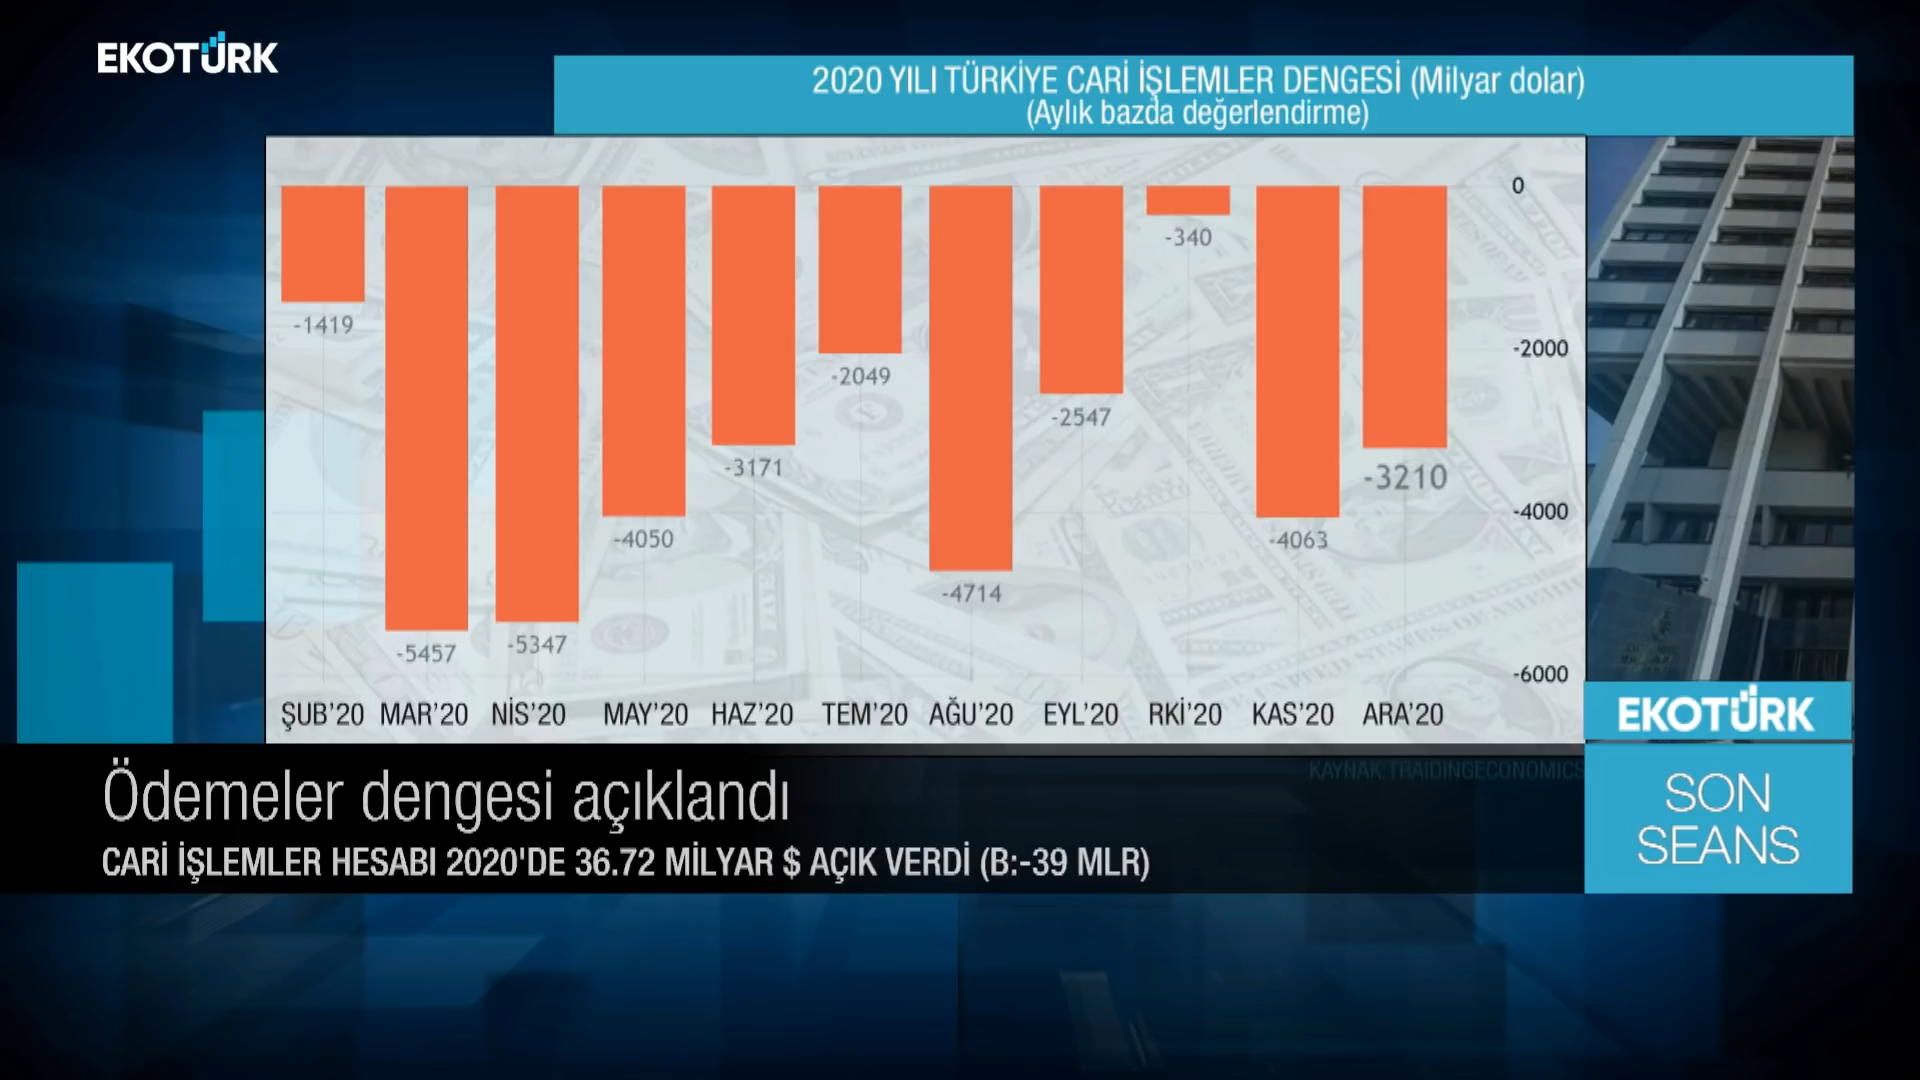 EKOTÜRK
2020 YILI TÜRKİYE CARİ İŞLEMLER DENGESİ (Milyar dolar)
(Aylık bazda değerlendirme)
0
-2000
-4000
-6000
-1419
-5457
-5347
-4050
-3171
-2049
-4714
-2547
-340
-4063
-3210
ŞUB'20 MAR'20 NİS'20 MAY'20 HAZ'20 TEM'20 AĞU'20 EYL'20 RKİ'20 KAS'20 ARA'20
EKOTÜRK
KAYNAK:TRAIDINGECONOMICS
Ödemeler dengesi açıklandı
CARİ İŞLEMLER HESABI 2020'DE 36.72 MİLYAR $ AÇIK VERDİ (B:-39 MLR)
SON
SEANS